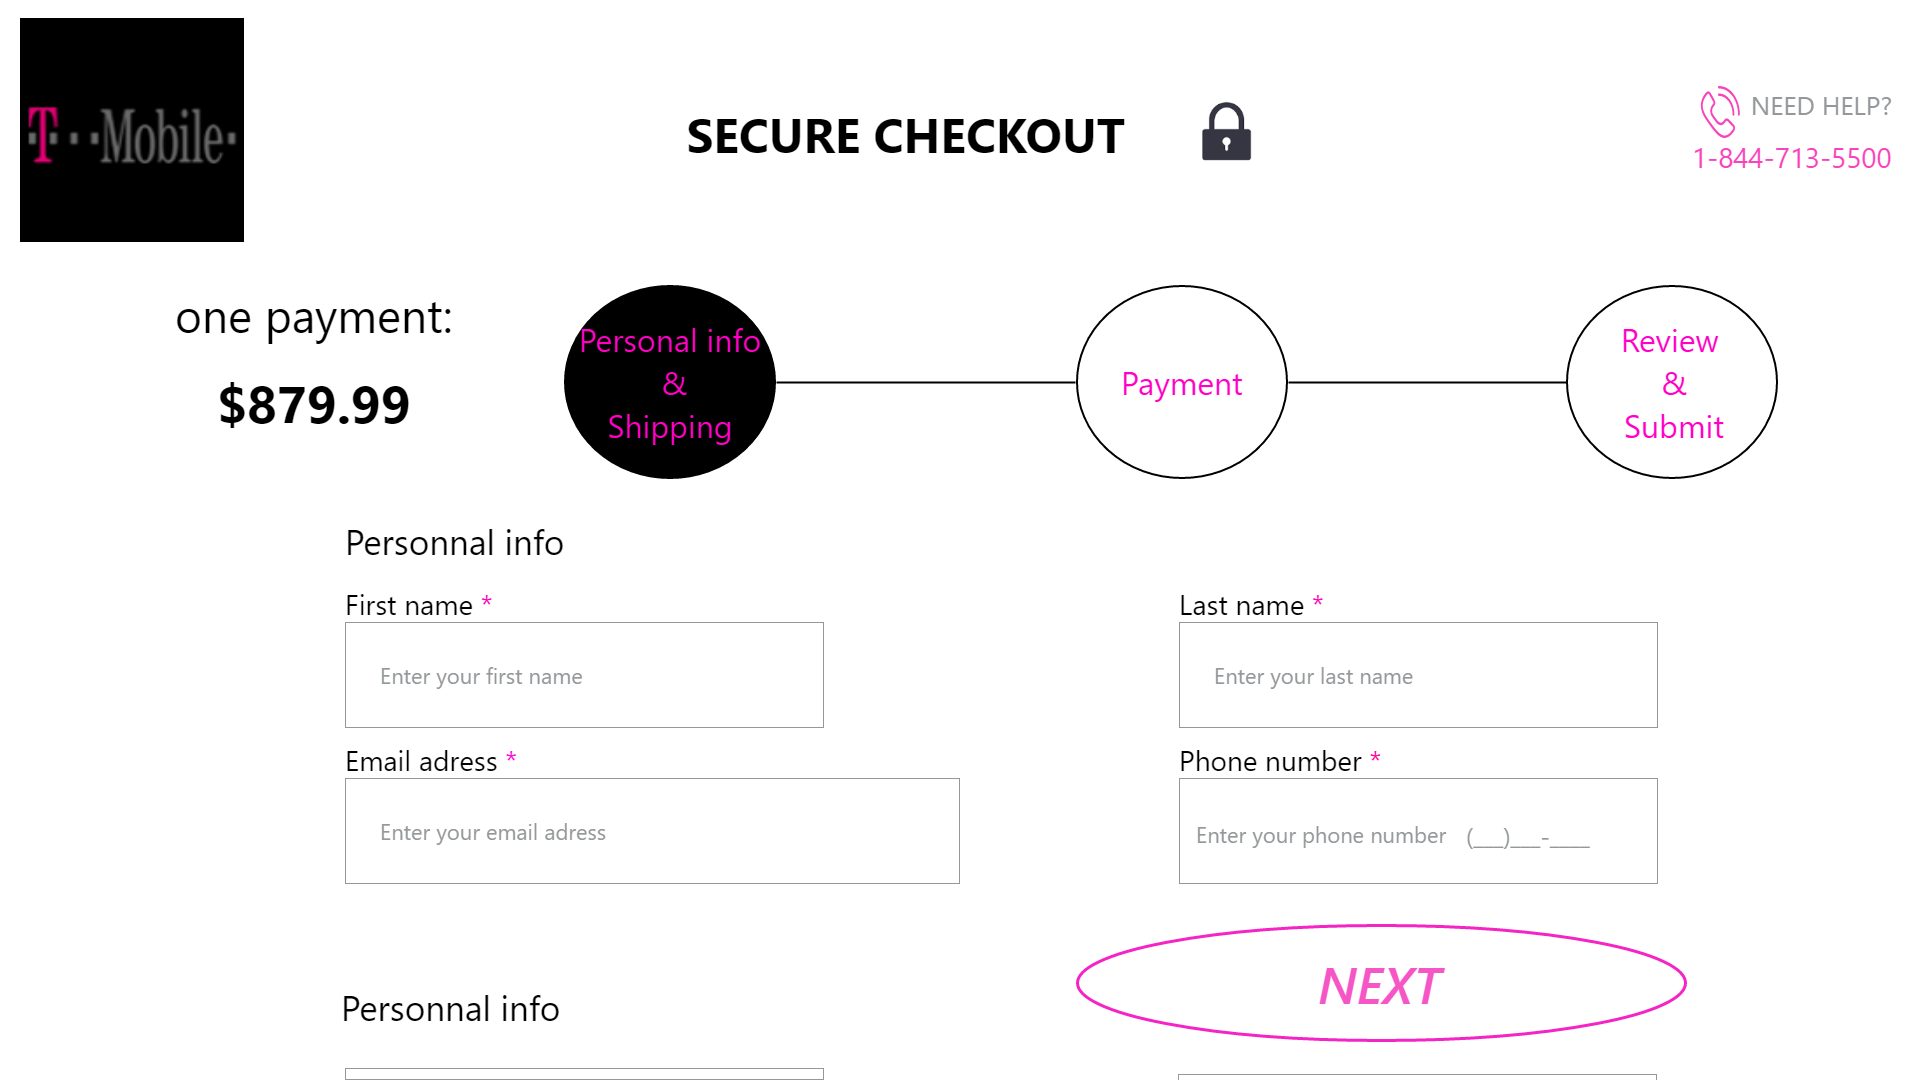 T··Mobile·
SECURE CHECKOUT
NEED HELP?
1-844-713-5500
one payment:
$879.99
Personal info
&
Shipping
Payment
Review
&
Submit
Personnal info
First name *
Last name *
Enter your first name
Enter your last name
Email adress *
Phone number *
Enter your email adress
Enter your phone number (___)___-____
NEXT
Personnal info